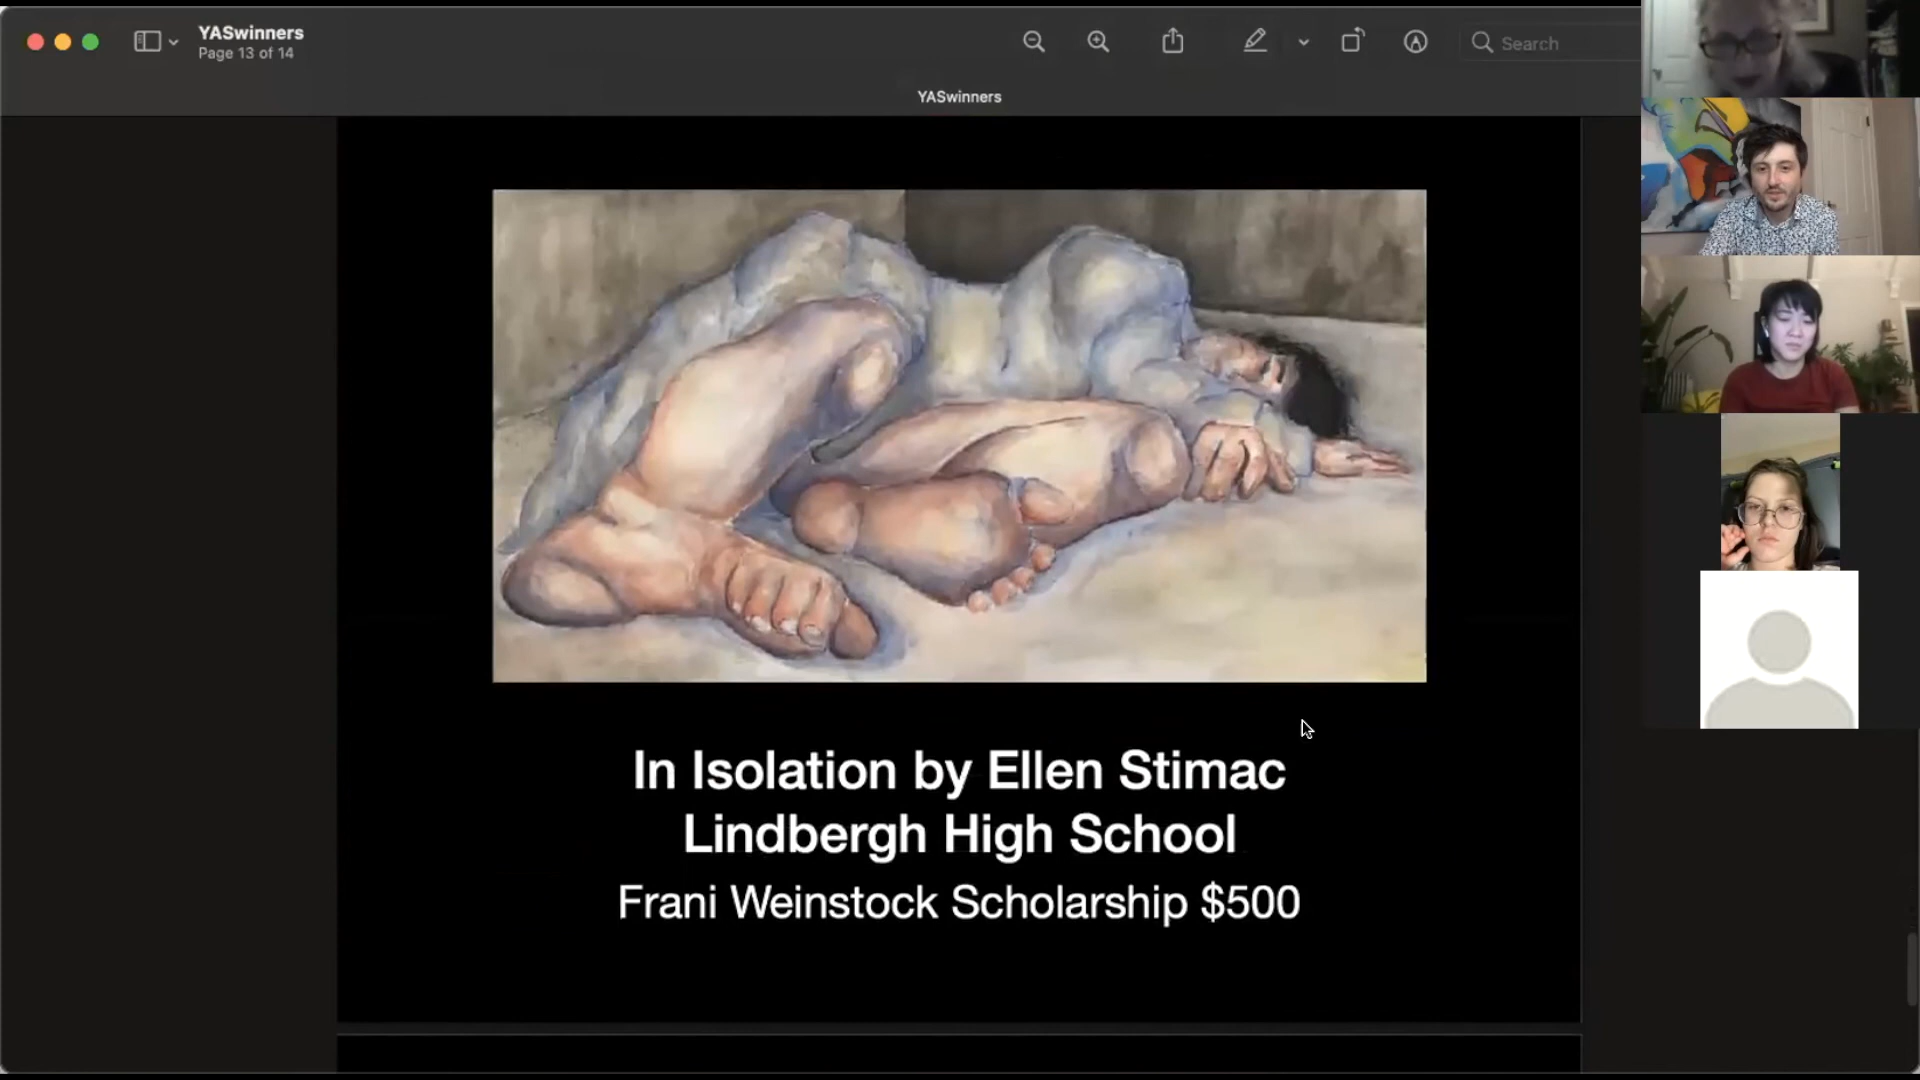 YASwinners
Page 13 of 14
Search
YASwinners
In Isolation by Ellen Stimac
Lindbergh High School
Frani Weinstock Scholarship $500